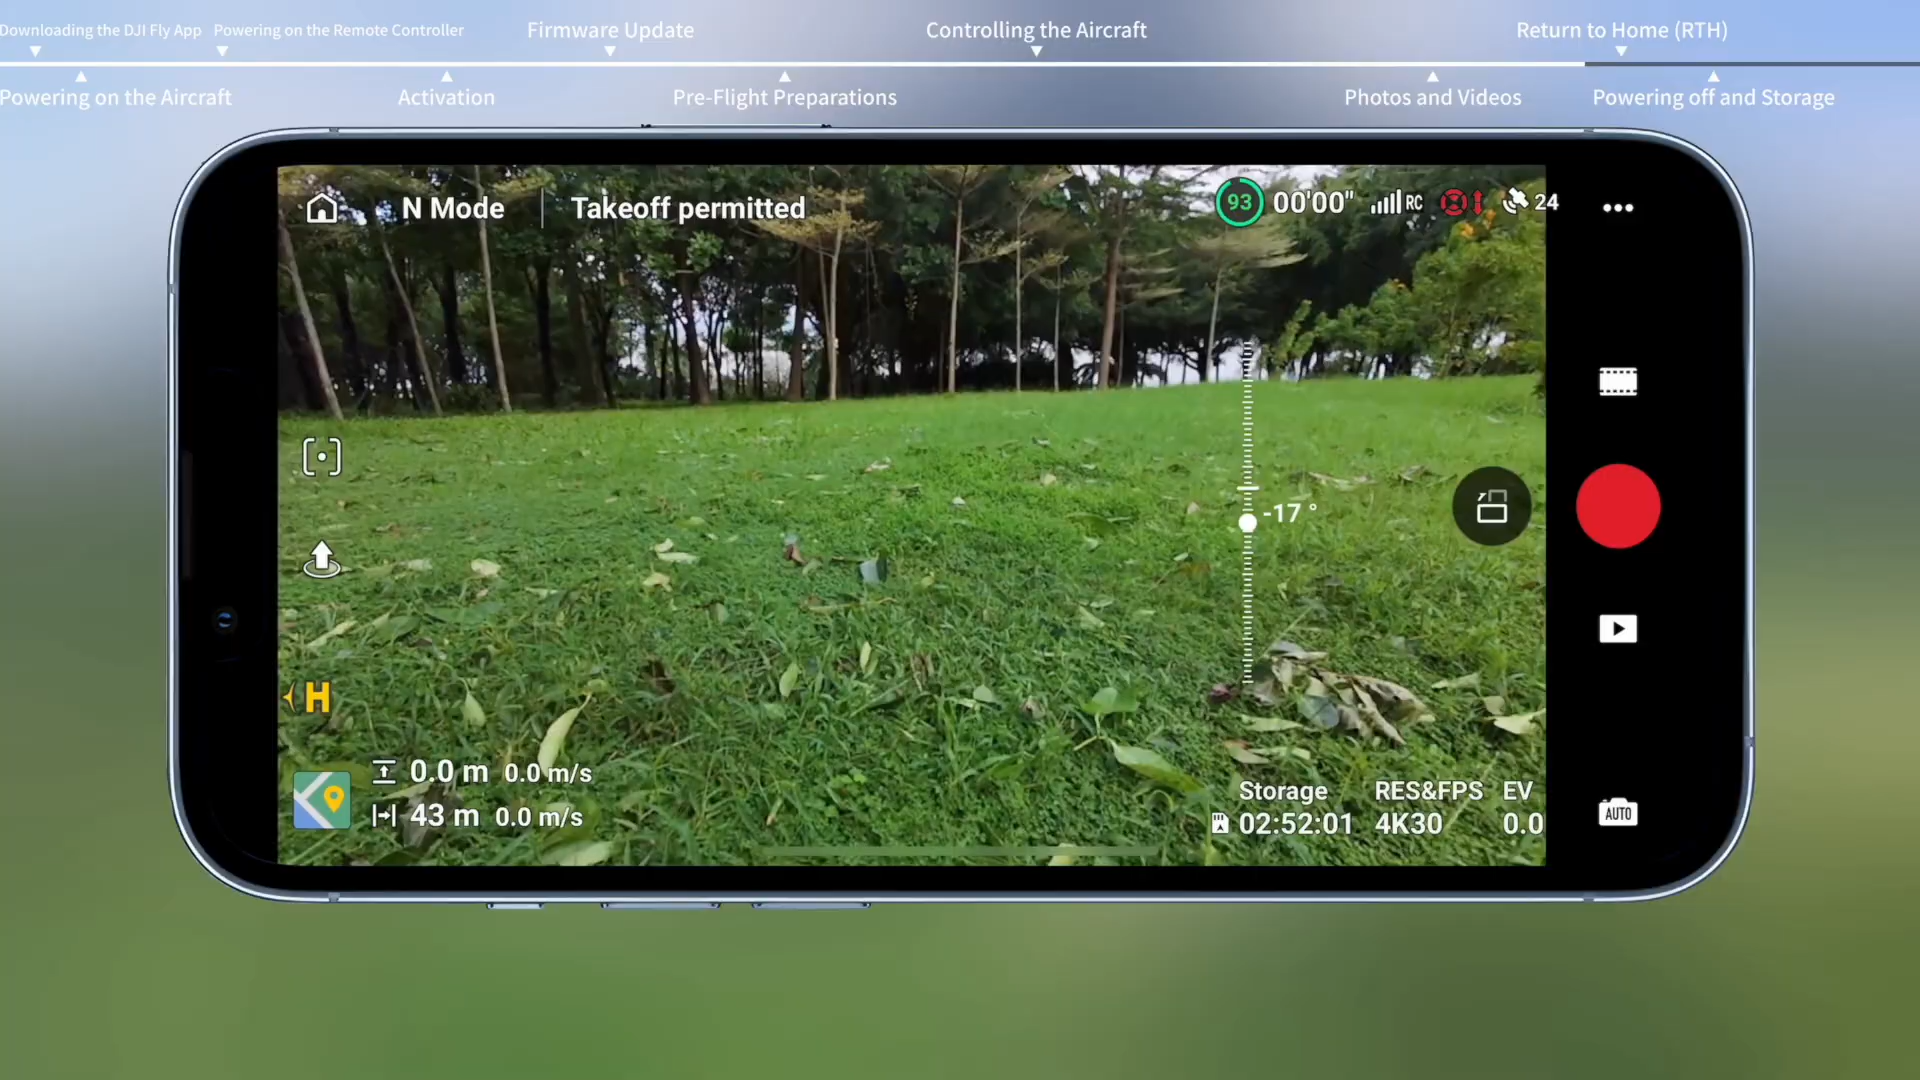 Downloading the DJI Fly App
Powering on the Remote Controller
Firmware Update
Controlling the Aircraft
Return to Home (RTH)
Powering on the Aircraft
Activation
Pre-Flight Preparations
Photos and Videos
Powering off and Storage
N Mode
Takeoff permitted
93
00'00"
RC
24
-17°
H
0.0 m 0.0 m/s
43 m 0.0 m/s
Storage
02:52:01
RES&FPS
4K30
EV
0.0
AUTO